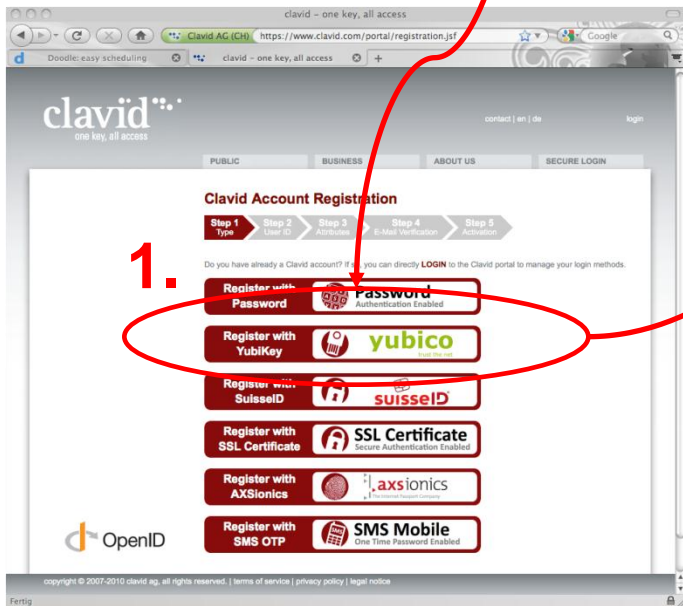 clavid – one key, all access
Clavid AG (CH) https://www.clavid.com/portal/registration.jsf Google
Doodle: easy scheduling clavid – one key, all access +
clavid
one key, all access
contact | en | de login
PUBLIC BUSINESS ABOUT US SECURE LOGIN
Clavid Account Registration
Step 1 Step 2 Step 3 Step 4 Step 5
Type User ID Attributes E-Mail Verification Activation
1.
Do you have already a Clavid account? If so, you can directly LOGIN to the Clavid portal to manage your login methods.
Register with
Password
Password
Authentication Enabled
Register with
YubiKey
yubico
trust the net
Register with
SuisseID
suisseID
Register with
SSL Certificate
SSL Certificate
Secure Authentication Enabled
Register with
AXSionics
axsionics
The Internet Passport Company
Register with
SMS OTP
SMS Mobile
One Time Password Enabled
OpenID
copyright © 2007-2010 clavid ag, all rights reserved. | terms of service | privacy policy | legal notice
Fertig